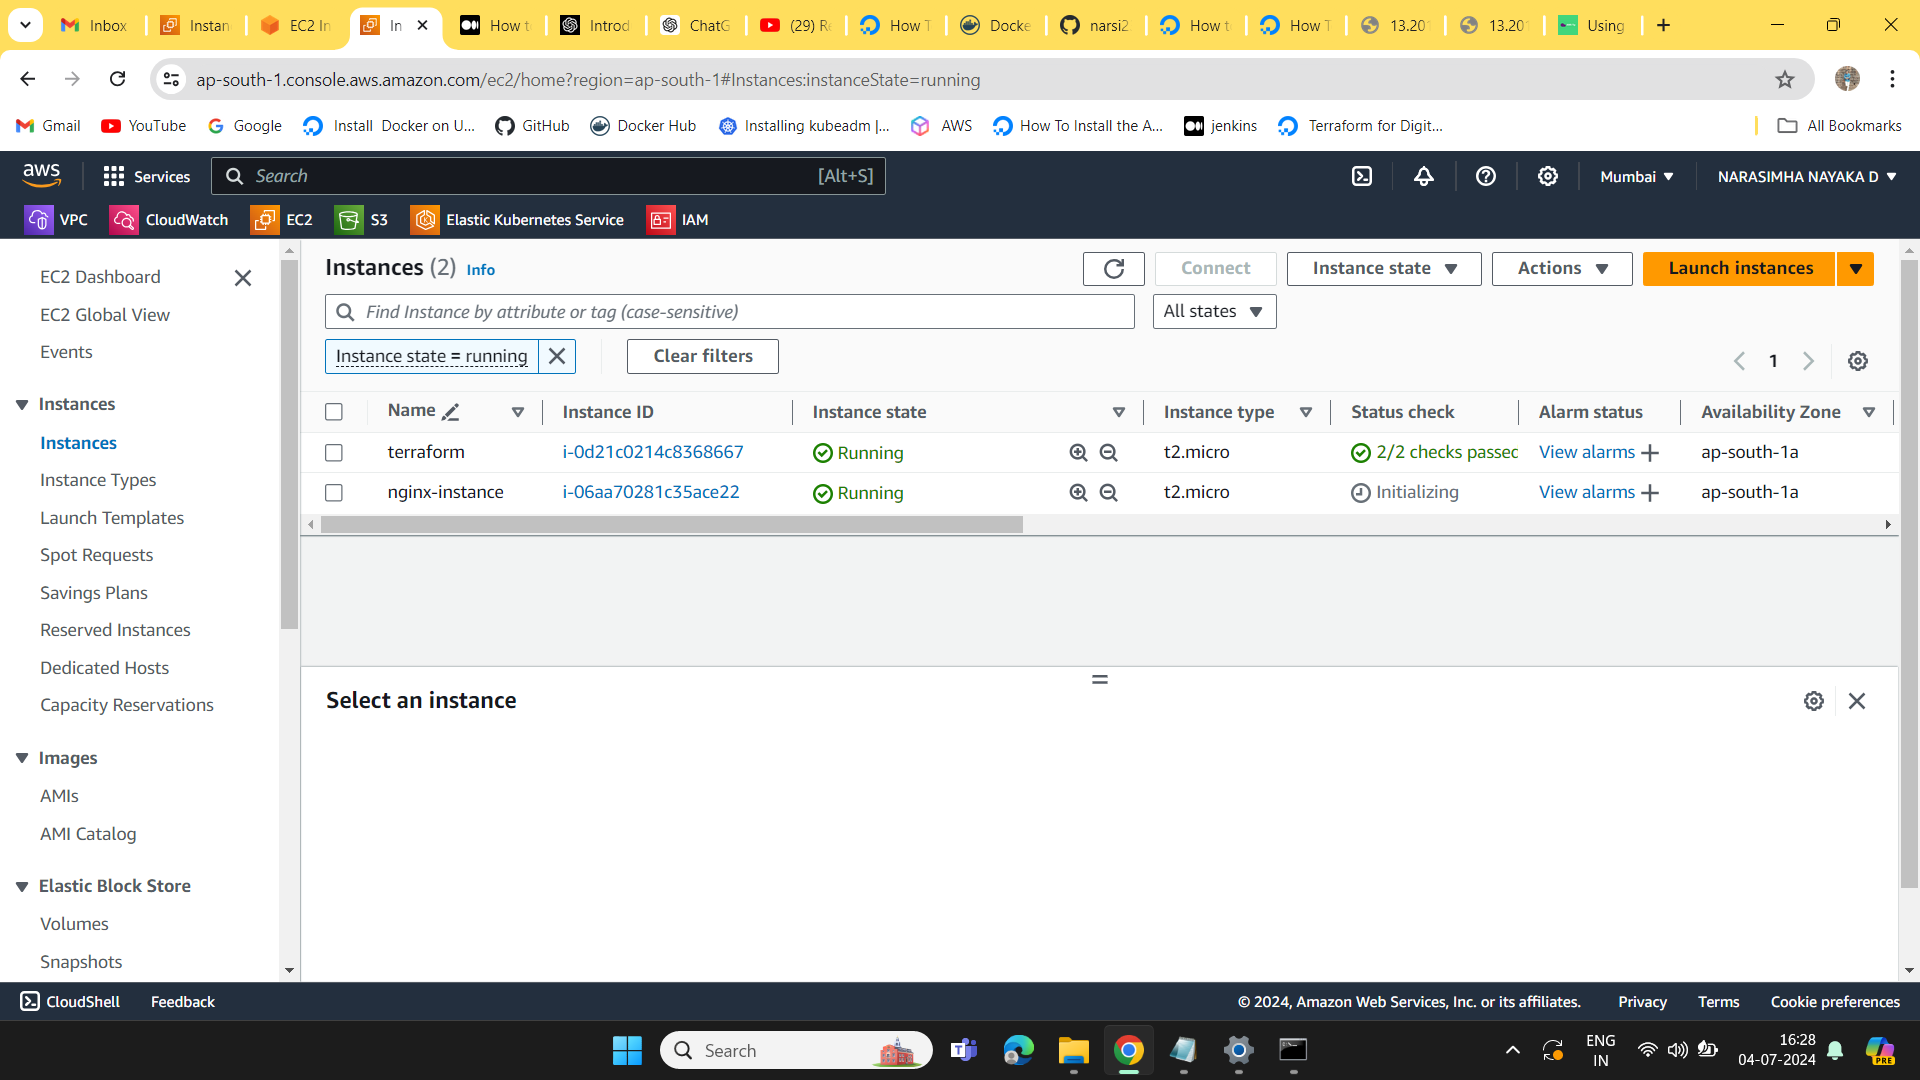 Inbox
Instan
EC2 In
In
How t
Introd
ChatG
(29) Re
How T
Docke
narsi2
How t
How T
13.201
13.201
Using
ap-south-1.console.aws.amazon.com/ec2/home?region=ap-south-1#Instances:instanceState=running
Gmail
YouTube
Google
Install Docker on U...
GitHub
Docker Hub
Installing kubeadm |...
AWS
How To Install the A...
jenkins
Terraform for Digit...
All Bookmarks
aws
Services
Search
[Alt+S]
Mumbai
NARASIMHA NAYAKA D
VPC
CloudWatch
EC2
S3
Elastic Kubernetes Service
IAM
EC2 Dashboard
EC2 Global View
Events
Instances
Instances
Instance Types
Launch Templates
Spot Requests
Savings Plans
Reserved Instances
Dedicated Hosts
Capacity Reservations
Images
AMIs
AMI Catalog
Elastic Block Store
Volumes
Snapshots
Instances (2) Info
Connect
Instance state
Actions
Launch instances
Find Instance by attribute or tag (case-sensitive)
All states
Instance state = running
Clear filters
1
Name
Instance ID
Instance state
Instance type
Status check
Alarm status
Availability Zone
terraform
i-0d21c0214c8368667
Running
t2.micro
2/2 checks passed
View alarms
ap-south-1a
nginx-instance
i-06aa70281c35ace22
Running
t2.micro
Initializing
View alarms
ap-south-1a
Select an instance
CloudShell
Feedback
© 2024, Amazon Web Services, Inc. or its affiliates.
Privacy
Terms
Cookie preferences
Search
ENG
IN
16:28
04-07-2024
PRE